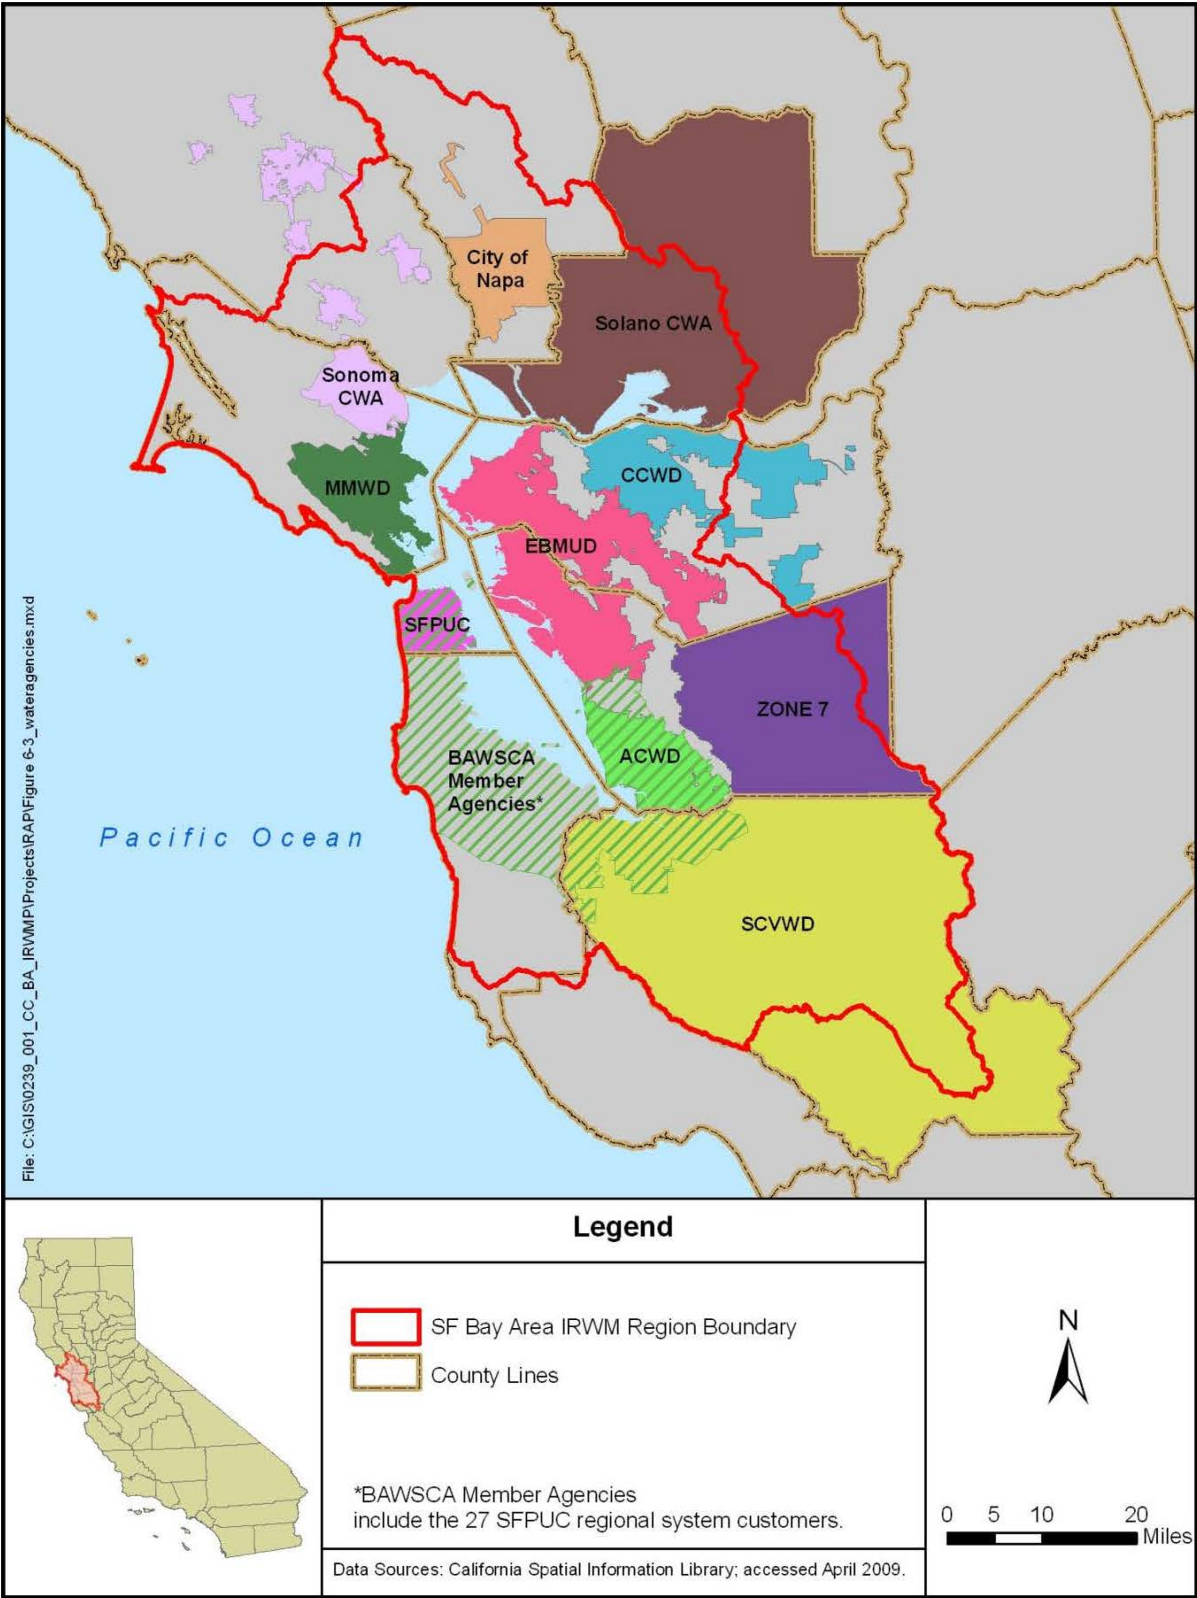 City of
Napa
Solano CWA
Sonoma
CWA
MMWD
CCWD
EBMUD
SFPUC
ZONE 7
BAWSCA
Member
Agencies*
ACWD
Pacific Ocean
SCVWD
File: C:\GIS\0239_001_CC_BA_IRWMP\Projects\RAP\Figure 6-3_wateragencies.mxd
Legend
SF Bay Area IRWM Region Boundary
County Lines
*BAWSCA Member Agencies
include the 27 SFPUC regional system customers.
Data Sources: California Spatial Information Library; accessed April 2009.
N
0 5 10 20
Miles